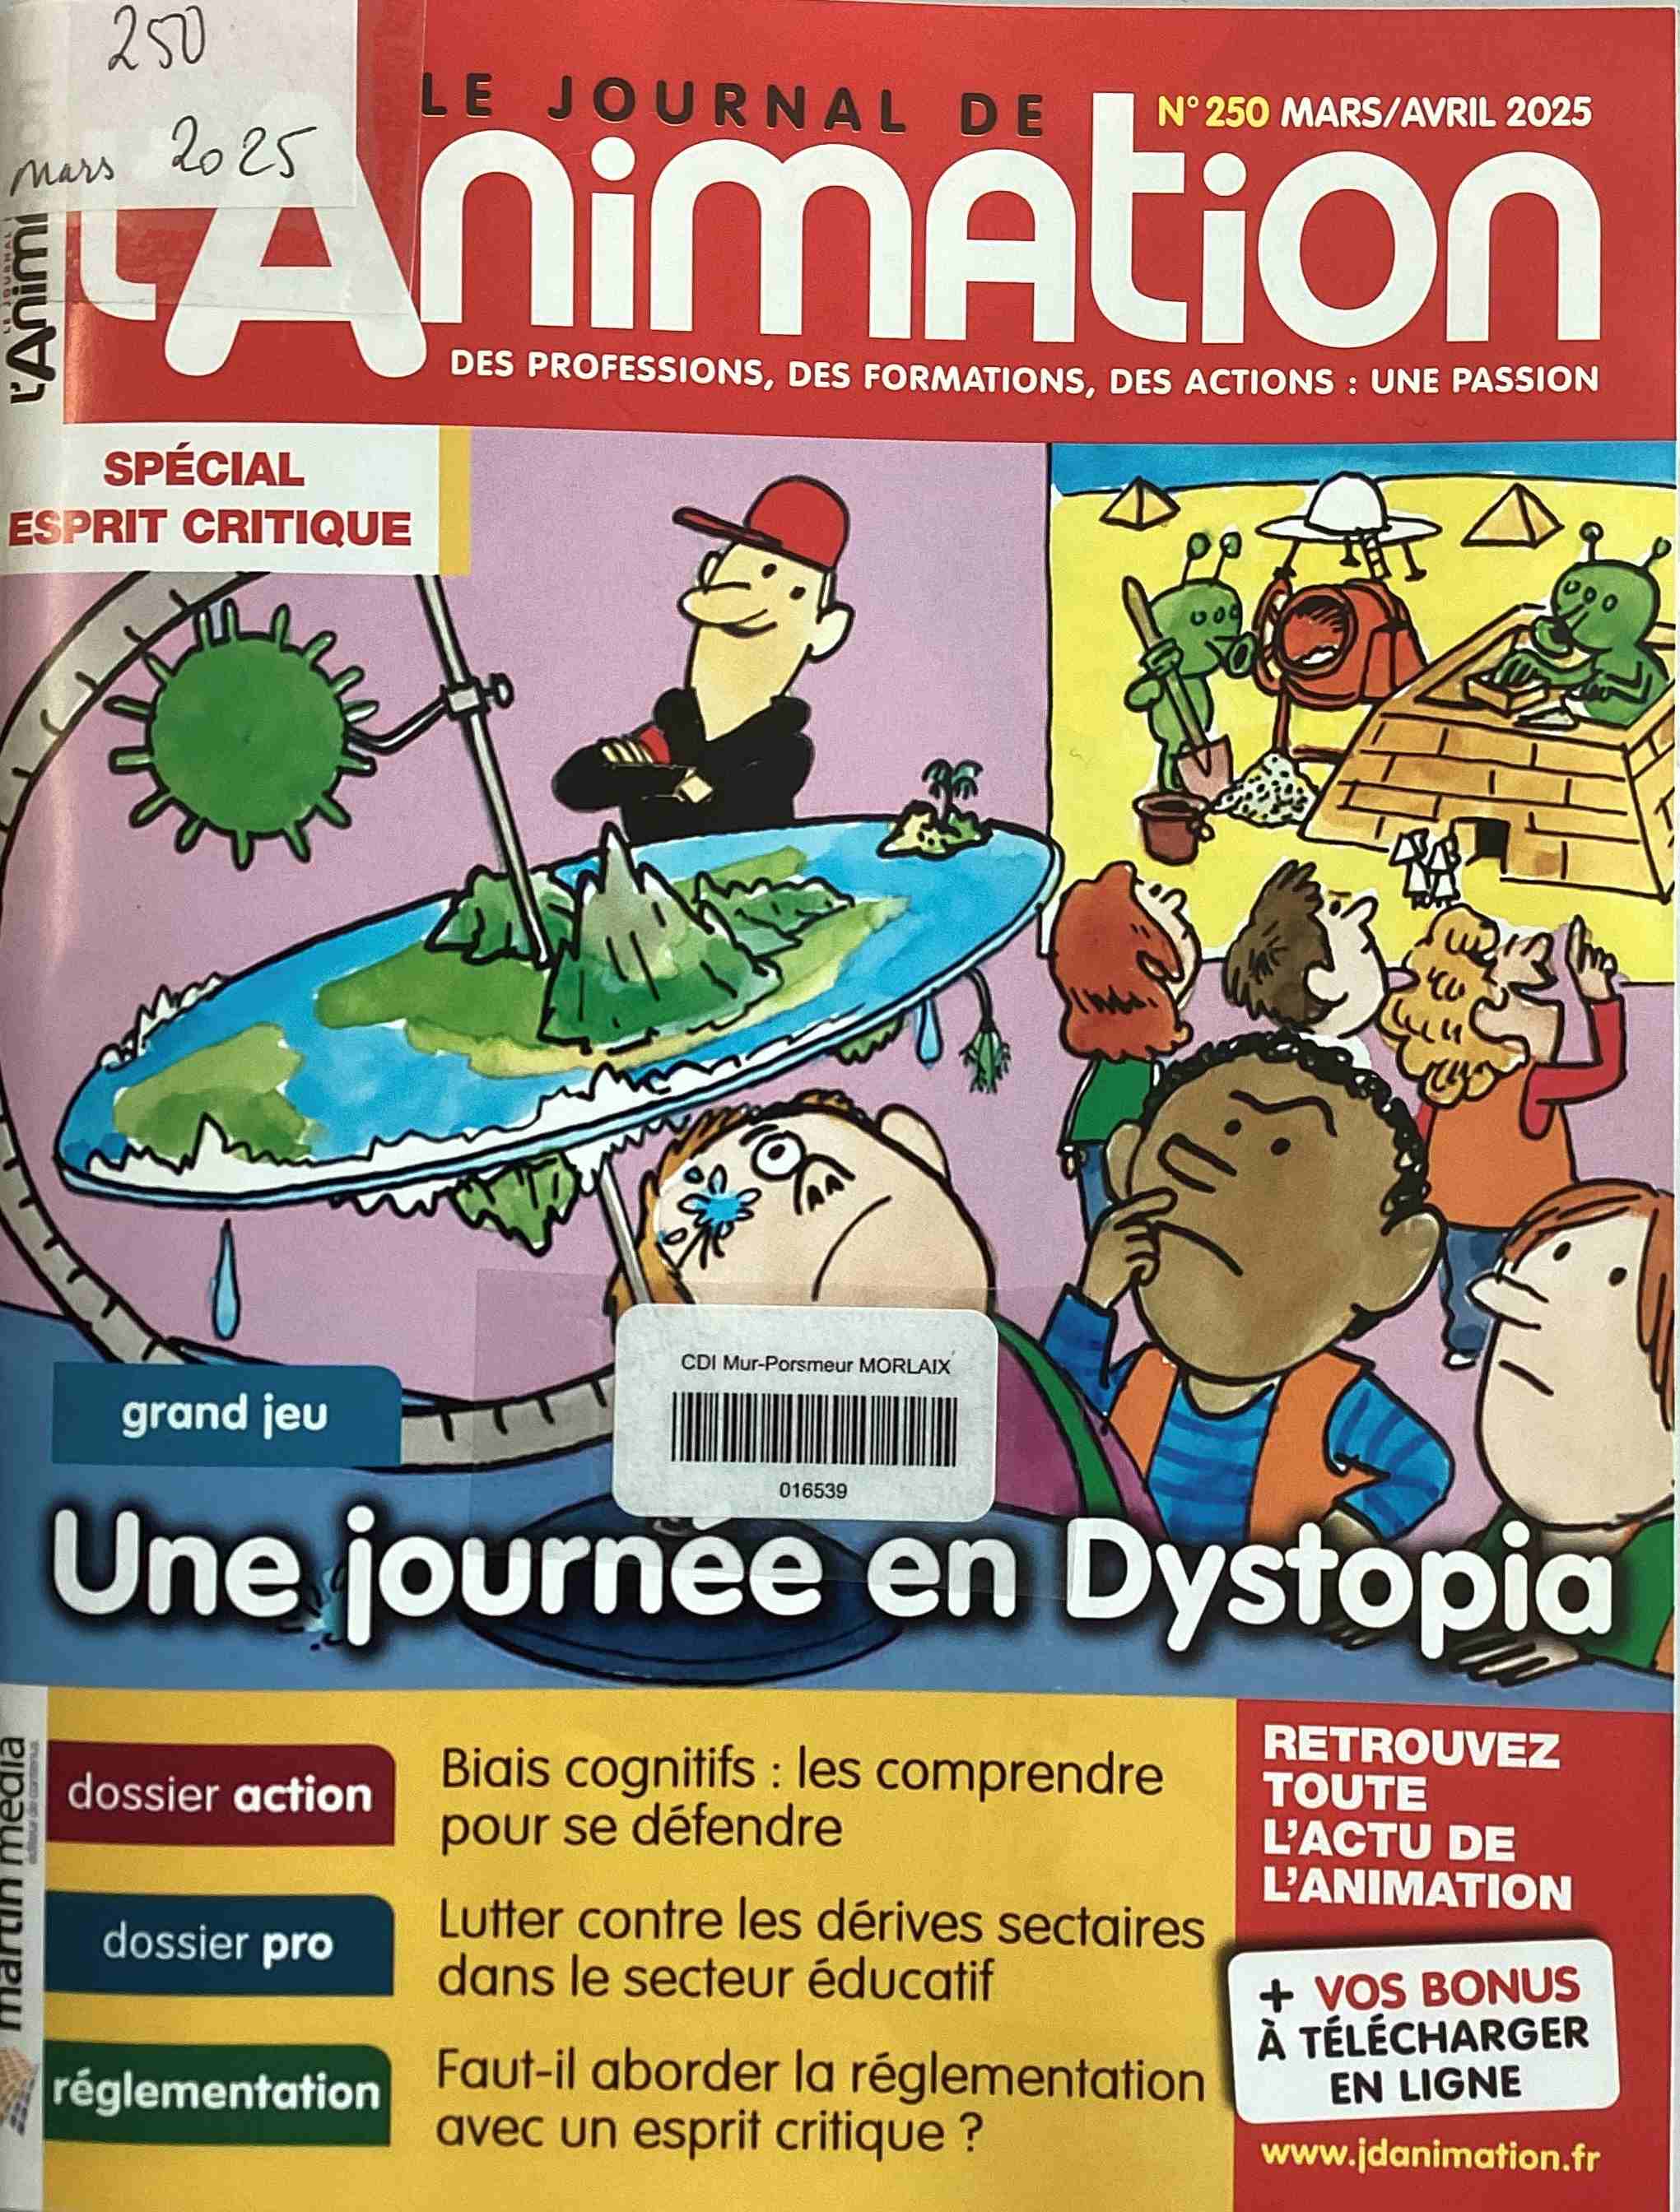 250
mars 2025
LE JOURNAL DE
L'Animation
N° 250 MARS/AVRIL 2025
DES PROFESSIONS, DES FORMATIONS, DES ACTIONS : UNE PASSION
SPÉCIAL
ESPRIT CRITIQUE
CDI Mur-Porsmeur MORLAIX
016539
grand jeu
Une journée en Dystopia
dossier action
Biais cognitifs : les comprendre
pour se défendre
dossier pro
Lutter contre les dérives sectaires
dans le secteur éducatif
réglementation
Faut-il aborder la réglementation
avec un esprit critique ?
RETROUVEZ
TOUTE
L'ACTU DE
L'ANIMATION
+ VOS BONUS
À TÉLÉCHARGER
EN LIGNE
www.jdanimation.fr
LE JOURNAL
L'Anim
martin media